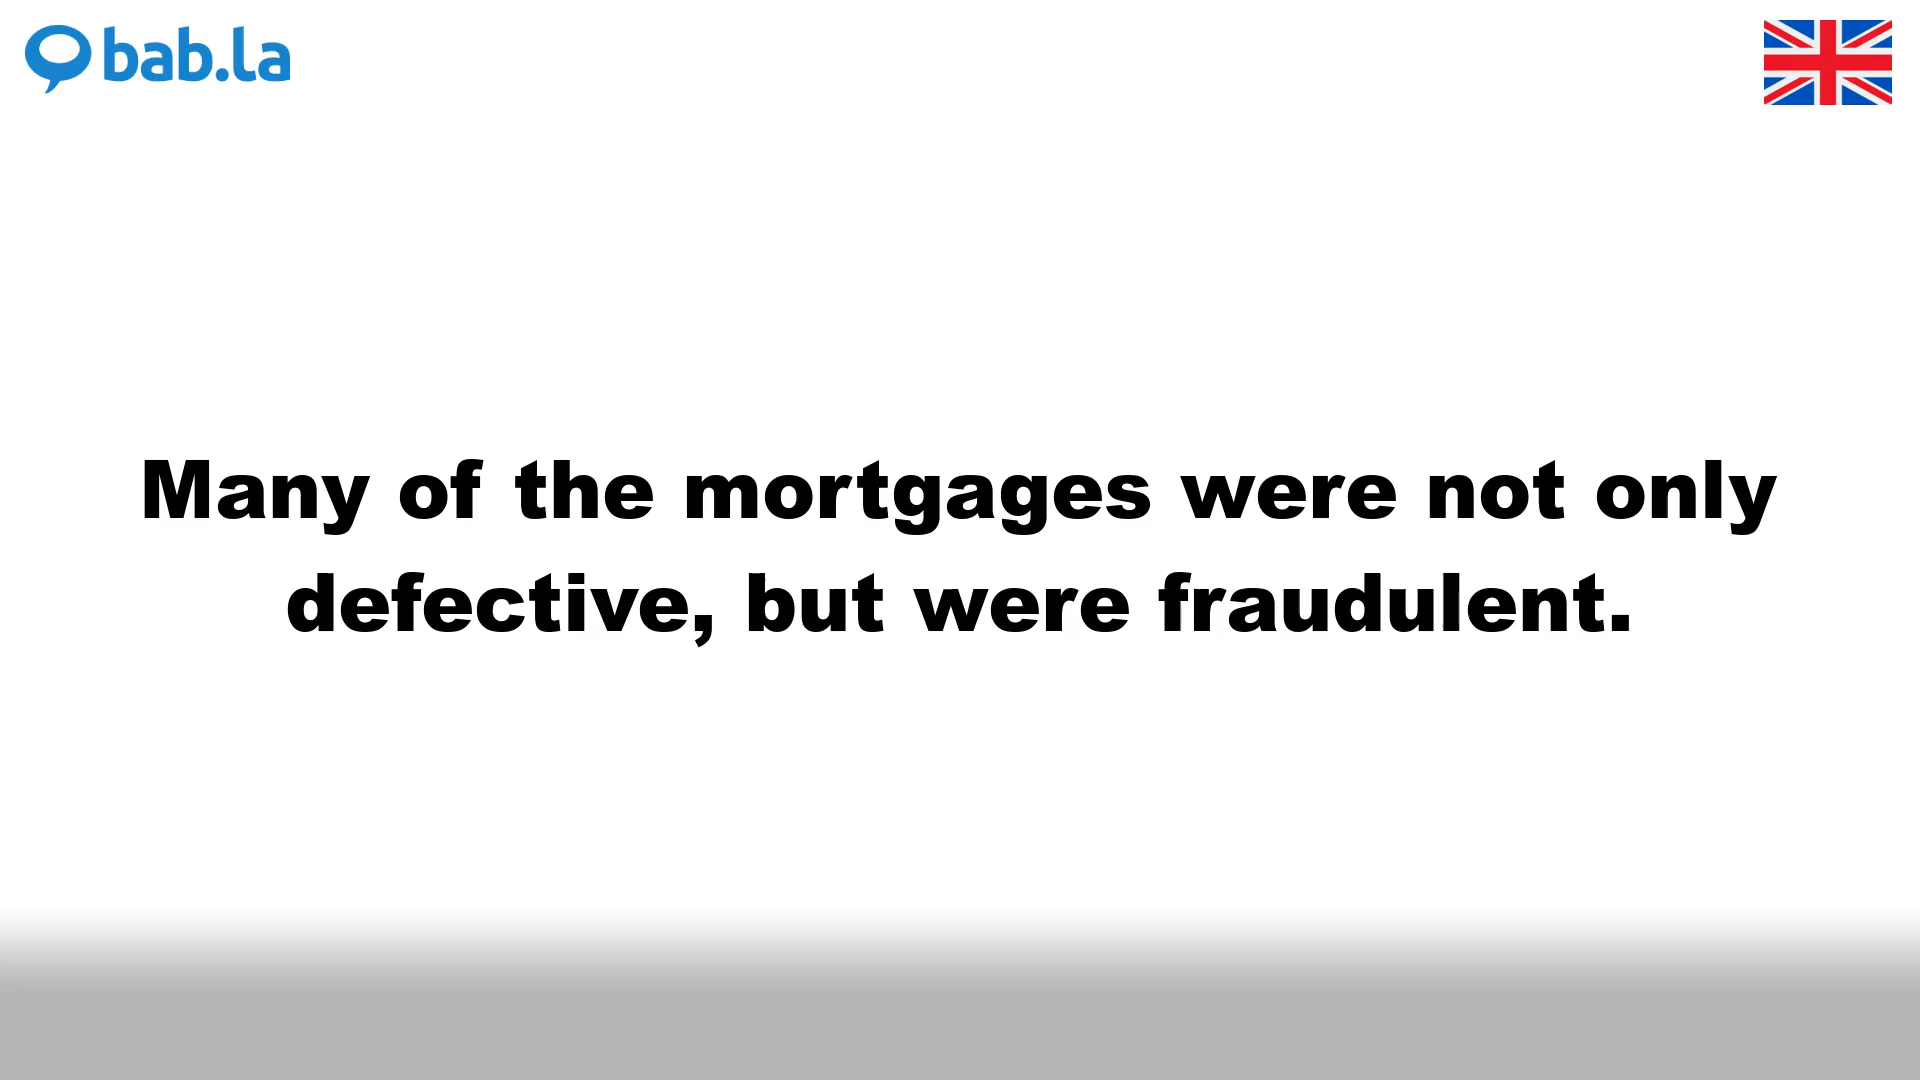 bab.la
Many of the mortgages were not only
defective, but were fraudulent.